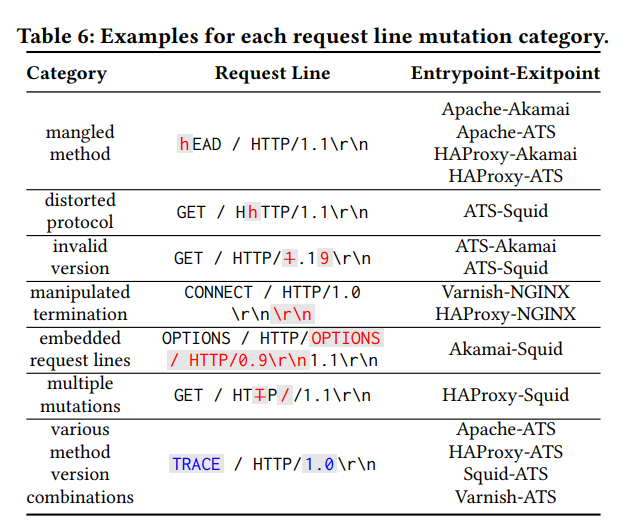 Table 6: Examples for each request line mutation category.
Category Request Line Entrypoint-Exitpoint
mangled method hEAD / HTTP/1.1\r\n Apache-Akamai
Apache-ATS
HAProxy-Akamai
HAProxy-ATS
distorted protocol GET / HhTTP/1.1\r\n ATS-Squid
invalid version GET / HTTP/1.19\r\n ATS-Akamai
ATS-Squid
manipulated termination CONNECT / HTTP/1.0
\r\n\r\n Varnish-NGINX
HAProxy-NGINX
embedded request lines OPTIONS / HTTP/OPTIONS
/ HTTP/0.9\r\n1.1\r\n Akamai-Squid
multiple mutations GET / HTTP//1.1\r\n HAProxy-Squid
various method version combinations TRACE / HTTP/1.0\r\n Apache-ATS
HAProxy-ATS
Squid-ATS
Varnish-ATS